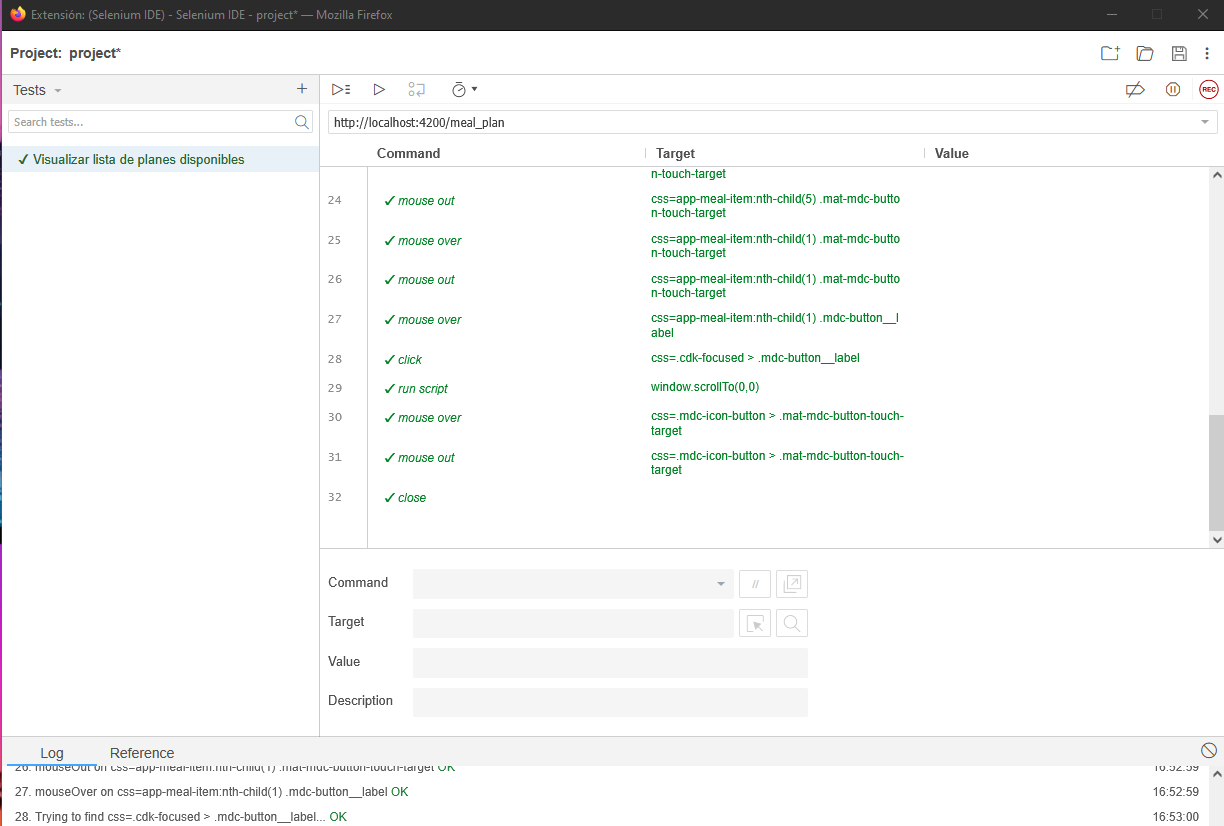 Extensión: (Selenium IDE) - Selenium IDE - project* — Mozilla Firefox
Project: project*
Tests
+
REC
Search tests...
http://localhost:4200/meal_plan
✓ Visualizar lista de planes disponibles
Command Target Value
n-touch-target
24 ✓ mouse out css=app-meal-item:nth-child(5) .mat-mdc-butto
n-touch-target
25 ✓ mouse over css=app-meal-item:nth-child(1) .mat-mdc-butto
n-touch-target
26 ✓ mouse out css=app-meal-item:nth-child(1) .mat-mdc-butto
n-touch-target
27 ✓ mouse over css=app-meal-item:nth-child(1) .mdc-button__l
abel
28 ✓ click css=.cdk-focused > .mdc-button__label
29 ✓ run script window.scrollTo(0,0)
30 ✓ mouse over css=.mdc-icon-button > .mat-mdc-button-touch-
target
31 ✓ mouse out css=.mdc-icon-button > .mat-mdc-button-touch-
target
32 ✓ close
Command
//
Target
Value
Description
Log Reference
26. mouseOut on css=app-meal-item:nth-child(1) .mat-mdc-button-touch-target OK 16:52:59
27. mouseOver on css=app-meal-item:nth-child(1) .mdc-button__label OK 16:52:59
28. Trying to find css=.cdk-focused > .mdc-button__label... OK 16:53:00